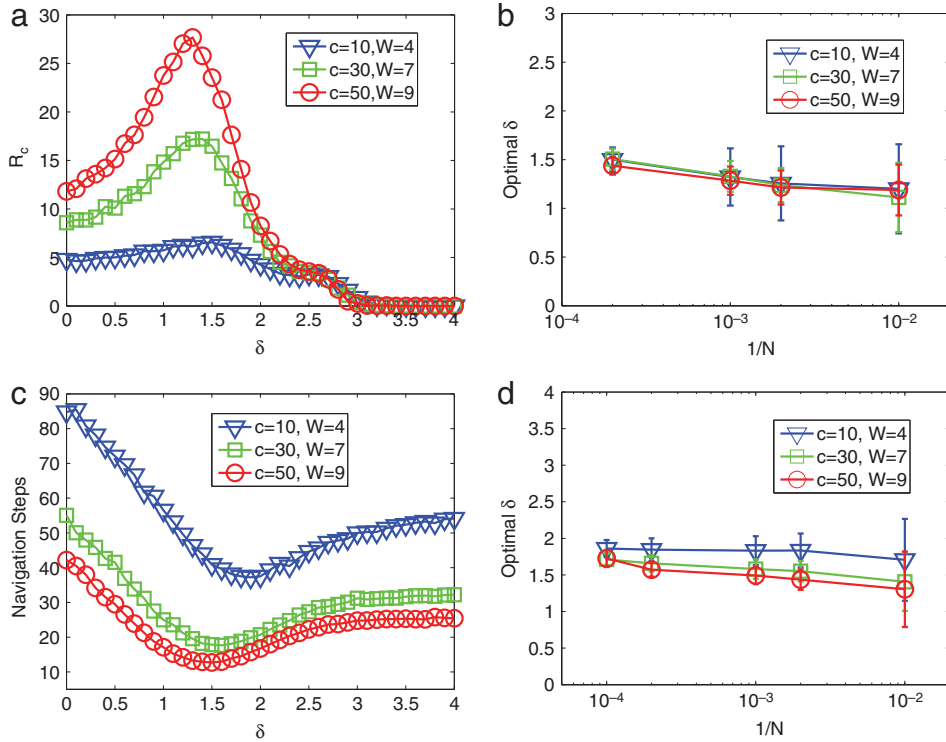 a
30
25
20
15
10
5
0
R_c
c=10,W=4
c=30,W=7
c=50,W=9
0 0.5 1 1.5 2 2.5 3 3.5 4
δ
b
3
2.5
2
1.5
1
0.5
0
Optimal δ
c=10, W=4
c=30, W=7
c=50, W=9
10^-4 10^-3 10^-2
1/N
c
90
80
70
60
50
40
30
20
10
Navigation Steps
c=10, W=4
c=30, W=7
c=50, W=9
0 0.5 1 1.5 2 2.5 3 3.5 4
δ
d
4
3.5
3
2.5
2
1.5
1
0.5
0
Optimal δ
c=10, W=4
c=30, W=7
c=50, W=9
10^-4 10^-3 10^-2
1/N